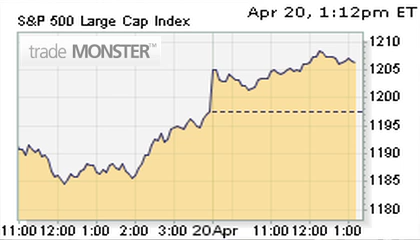 Apr 20, 1:12pm ET
S&P 500 Large Cap Index
trade MONSTER™
1210
1205
1200
1195
1190
1185
1180
11:00 12:00 1:00 2:00 3:00 20Apr 11:00 12:00 1:00